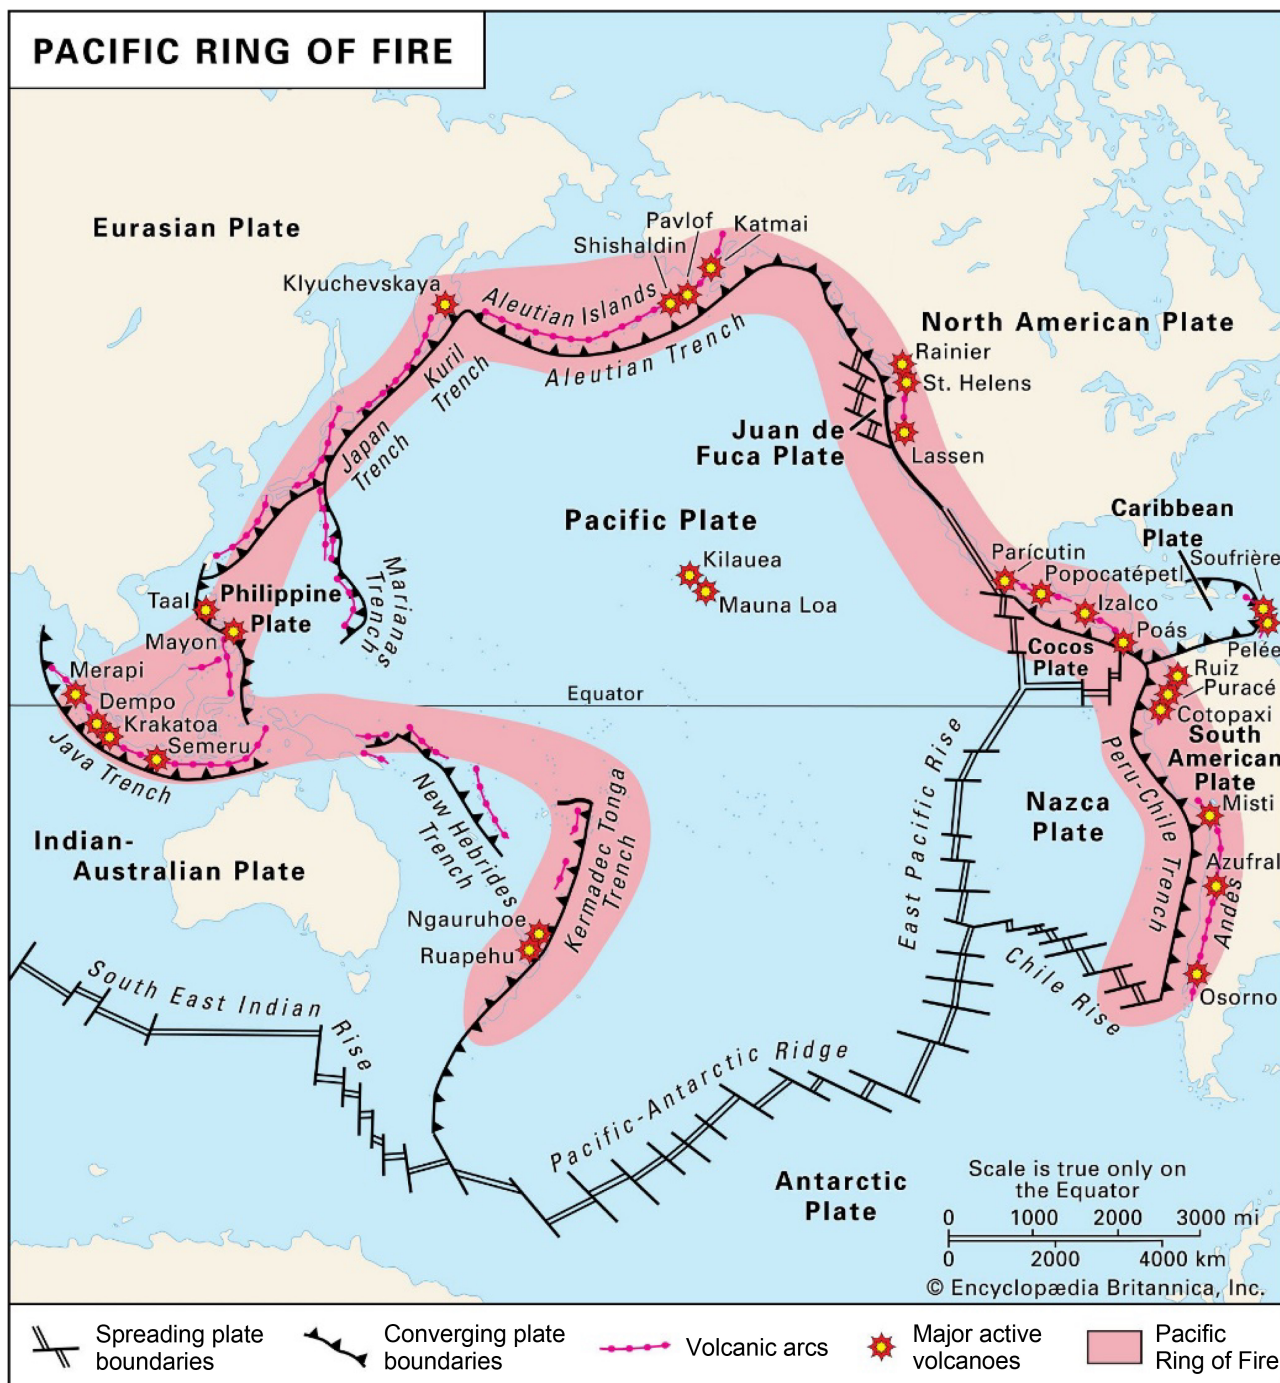 PACIFIC RING OF FIRE
Eurasian Plate
Pavlof
Katmai
Shishaldin
Klyuchevskaya
Aleutian Islands
North American Plate
Aleutian Trench
Kuril
Trench
Rainier
St. Helens
Juan de
Fuca Plate
Lassen
Japan
Trench
Pacific Plate
Caribbean
Plate
Soufrière
Parícutin
Popocatépetl
Kilauea
Mauna Loa
Izalco
Poás
Pelée
Marianas
Trench
Taal
Philippine
Plate
Mayon
Cocos
Plate
Ruiz
Puracé
Cotopaxi
Merapi
Dempo
Krakatoa
Semeru
Java Trench
Equator
South
American
Plate
Misti
Peru-Chile Trench
Nazca
Plate
East Pacific Rise
New Hebrides
Trench
Kermadec Tonga
Trench
Indian-
Australian Plate
Azufral
Andes
Ngauruhoe
Ruapehu
Osorno
Chile Rise
South East Indian Rise
Pacific-Antarctic Ridge
Antarctic
Plate
Scale is true only on
the Equator
0 1000 2000 3000 mi
0 2000 4000 km
© Encyclopædia Britannica, Inc.
Spreading plate
boundaries
Converging plate
boundaries
Volcanic arcs
Major active
volcanoes
Pacific
Ring of Fire